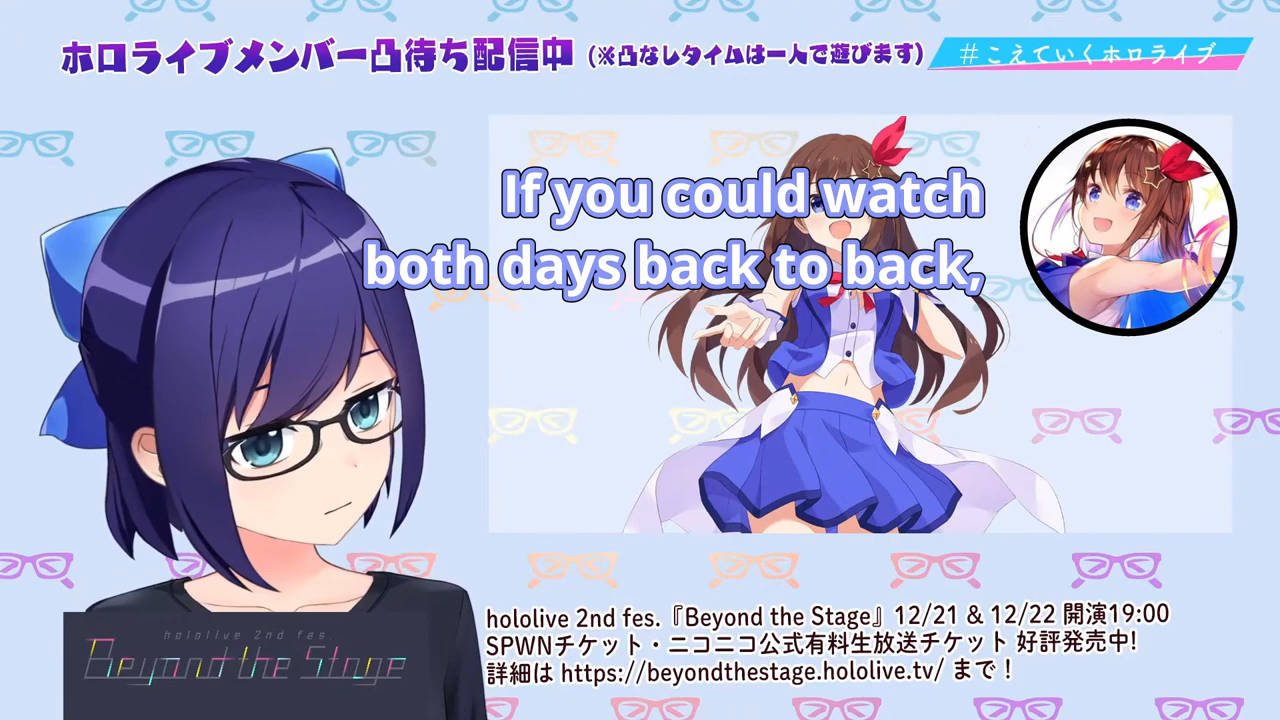 ホロライブメンバー凸待ち配信中 (※凸なしタイムは一人で遊びます)
#こえていくホロライブ
If you could watch
both days back to back,
hololive 2nd fes.『Beyond the Stage』12/21 & 12/22 開演19:00
SPWNチケット・ニコニコ公式有料生放送チケット 好評発売中!
詳細は https://beyondthestage.hololive.tv/ まで！
hololive 2nd fes.
Beyond the Stage